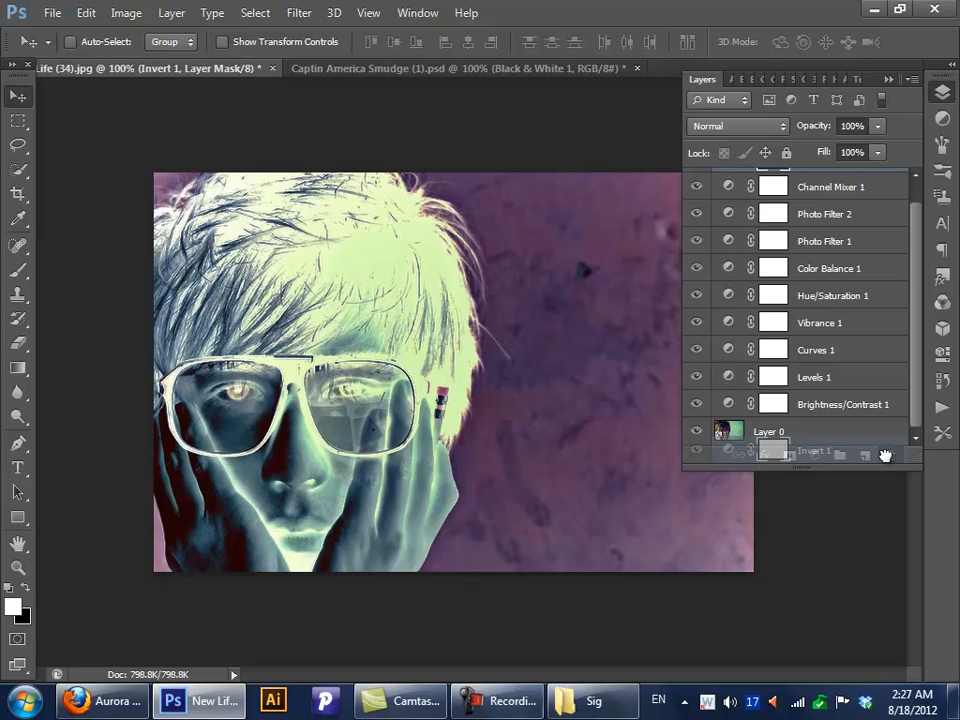 Ps File Edit Image Layer Type Select Filter 3D View Window Help
Auto-Select: Group Show Transform Controls 3D Mode:
Life (34).jpg @ 100% (Invert 1, Layer Mask/8) * × Captin America Smudge (1).psd @ 100% (Black & White 1, RGB/8#) * ×
Layers
Kind
Normal Opacity: 100%
Lock: Fill: 100%
Channel Mixer 1
Photo Filter 2
Photo Filter 1
Color Balance 1
Hue/Saturation 1
Vibrance 1
Curves 1
Levels 1
Brightness/Contrast 1
Layer 0
Invert 1
Doc: 798.8K/798.8K
Aurora ... Ps New Lif... Ai Camtas... Recordi... Sig EN 17 2:27 AM
8/18/2012